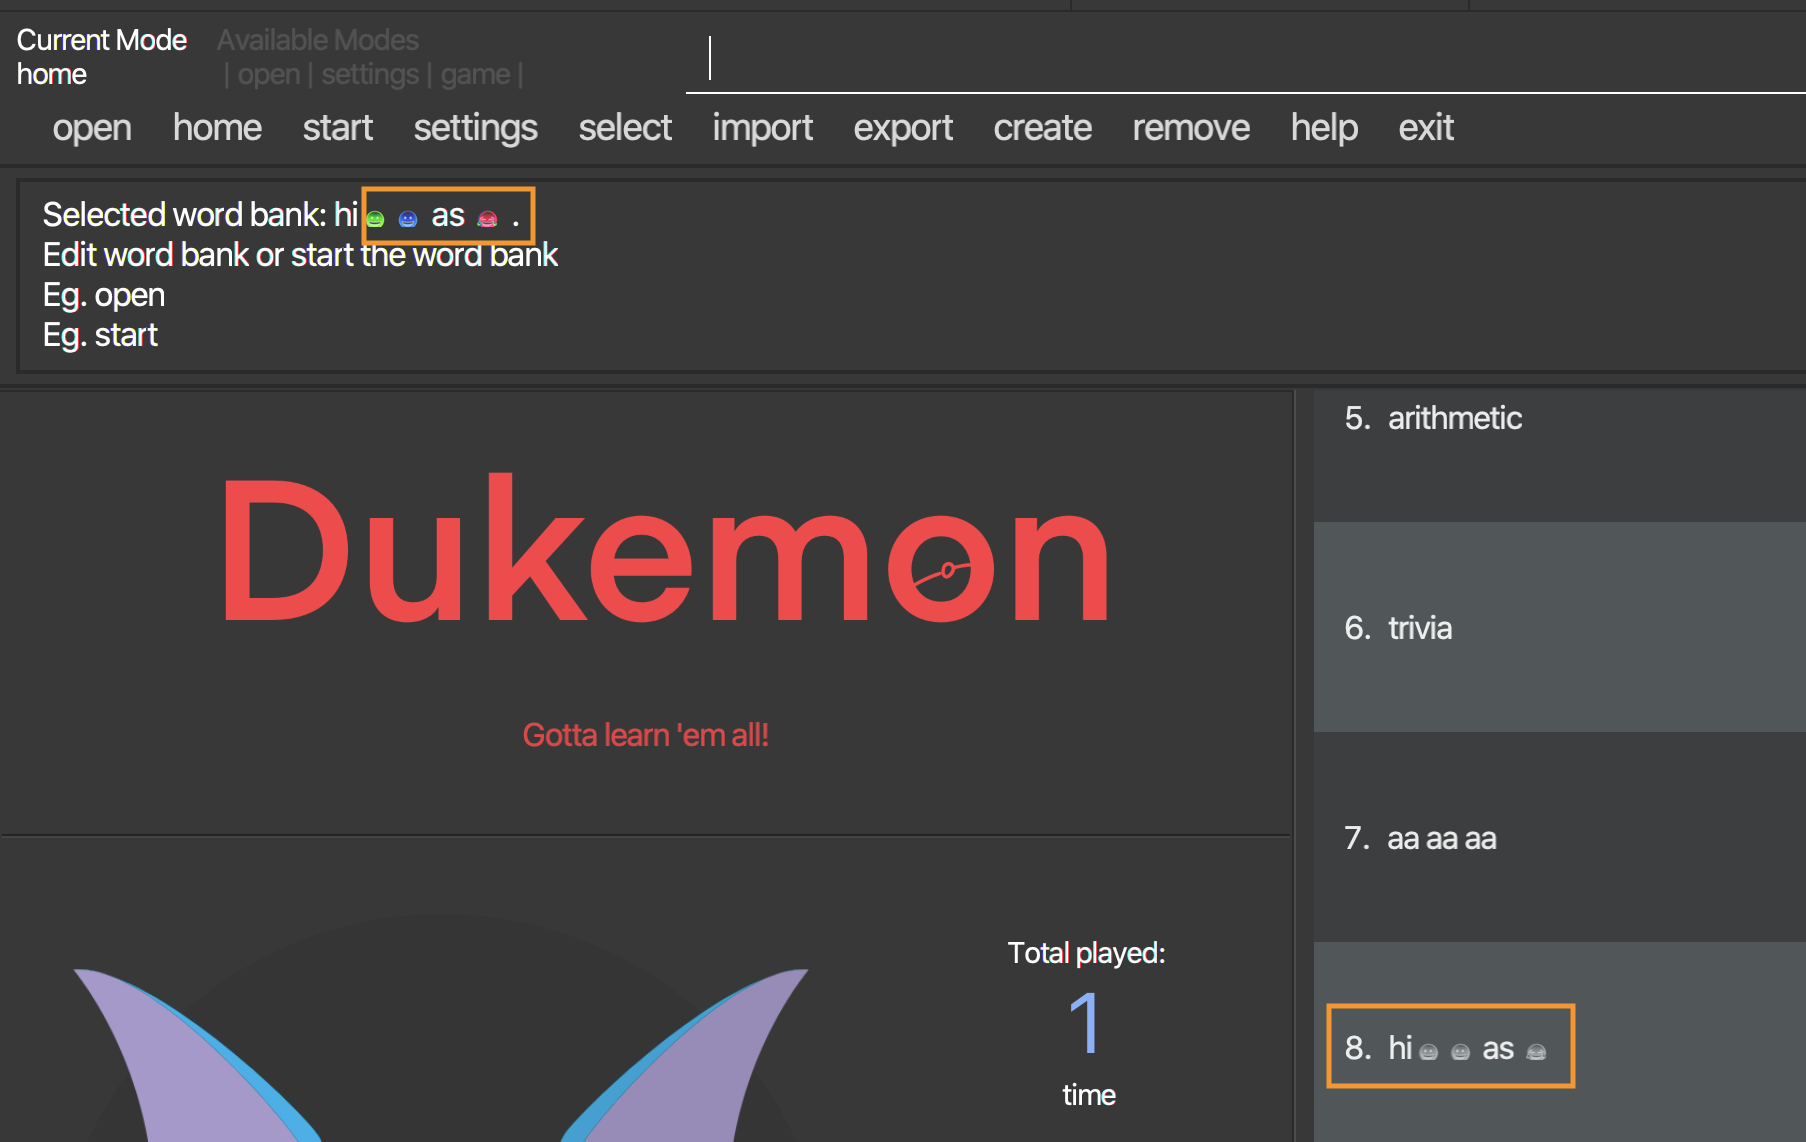 Current Mode
Available Modes
home
| open | settings | game |
open home start settings select import export create remove help exit
Selected word bank: hi as .
Edit word bank or start the word bank
Eg. open
Eg. start
Dukemon
Gotta learn 'em all!
Total played:
1
time
5. arithmetic
6. trivia
7. aa aa aa
8. hi as